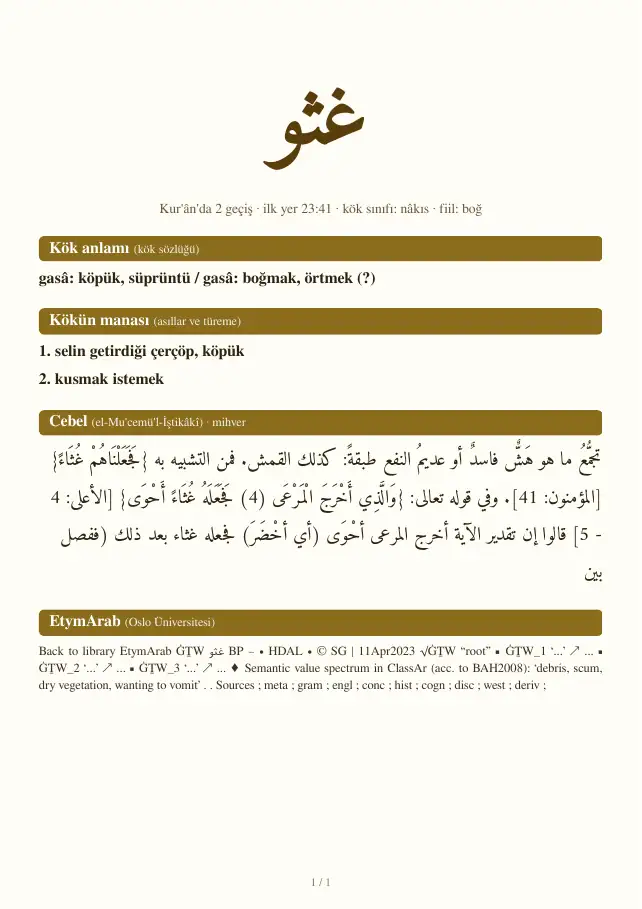 غثو
Kur'ân'da 2 geçiş · ilk yer 23:41 · kök sınıfı: nâkıs · fiil: boğ
Kök anlamı (kök sözlüğü)
gasâ: köpük, süprüntü / gasâ: boğmak, örtmek (?)
Kökün manası (asıllar ve türeme)
1. selin getirdiği çerçöp, köpük
2. kusmak istemek
Cebel (el-Mu'cemü'l-İştikâkî) · mihver
تجمُّعُ ما هو هَشٌّ فاسدٌ أو عديمُ النفع طبقةً: كذلك القمش. فمن التشبيه به {فَجَعَلْنَاهُمْ غُثَاءً}
[المؤمنون: 41]. وفي قوله تعالى: {وَالَّذِي أَخْرَجَ الْمَرْعَى (4) فَجَعَلَهُ غُثَاءً أَحْوَى} [الأعلى: 4
- 5] قالوا إن تقدير الآية أخرج المرعى أحْوَى (أي أخْضَرَ) فجعله غثاء بعد ذلك (ففصل
بين
EtymArab (Oslo Üniversitesi)
Back to library EtymArab ĠṮW غثو BP – • HDAL • © SG | 11Apr2023 √ĠṮW “root” ▪ ĠṮW_1 ‘...’ ↗ ... ▪
ĠṮW_2 ‘...’ ↗ ... ▪ ĠṮW_3 ‘...’ ↗ ... ♦ Semantic value spectrum in ClassAr (acc. to BAH2008): ‘debris, scum,
dry vegetation, wanting to vomit’ . . Sources ; meta ; gram ; engl ; conc ; hist ; cogn ; disc ; west ; deriv ;
1 / 1